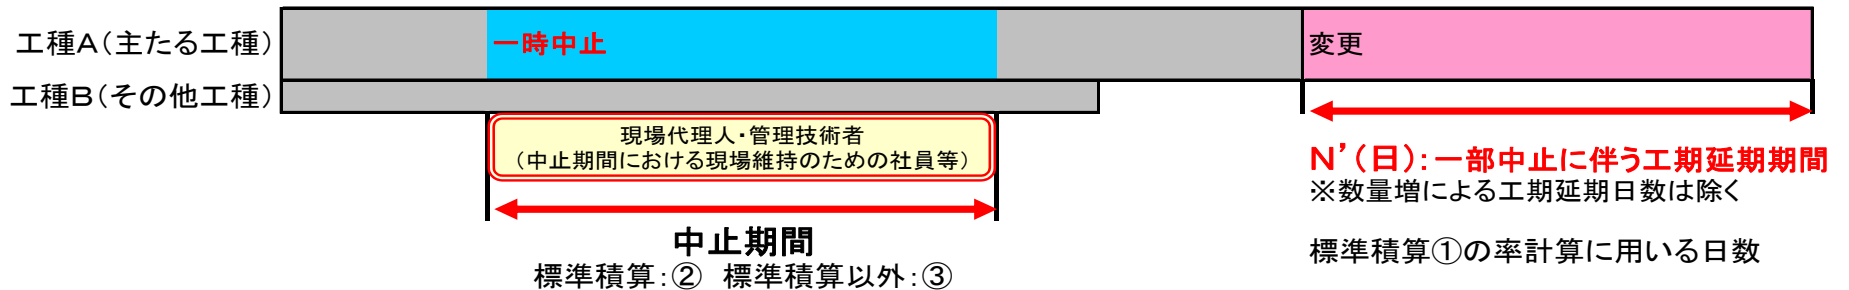 工種A(主たる工種)
一時中止
変更
工種B(その他工種)
現場代理人・管理技術者
(中止期間における現場維持のための社員等)
中止期間
標準積算:② 標準積算以外:③
N'(日):一部中止に伴う工期延期期間
※数量増による工期延期日数は除く
標準積算①の率計算に用いる日数